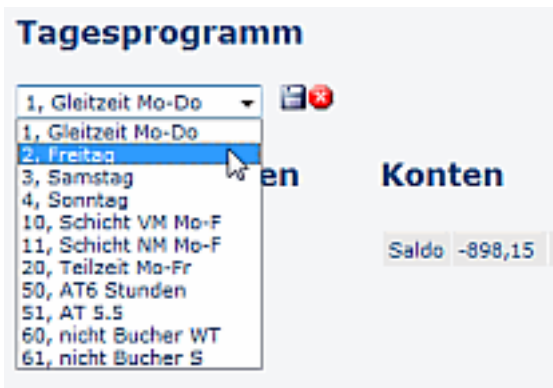 Tagesprogramm
1, Gleitzeit Mo-Do
1, Gleitzeit Mo-Do
2, Freitag
3, Samstag
en
Konten
4, Sonntag
10, Schicht VM Mo-F
11, Schicht NM Mo-F
Saldo -898,15
20, Teilzeit Mo-Fr
50, AT6 Stunden
51, AT 5.5
60, nicht Bucher WT
61, nicht Bucher S